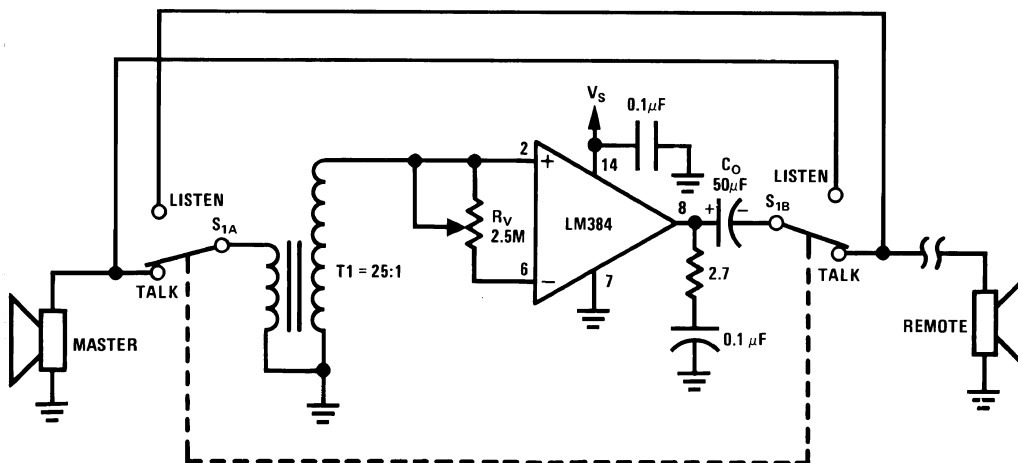 LISTEN
S1A
TALK
MASTER
T1 = 25:1
RV
2.5M
2
+
6
−
LM384
VS
14
0.1μF
7
8
CO
50μF
+
−
2.7
0.1 μF
LISTEN
S1B
TALK
REMOTE